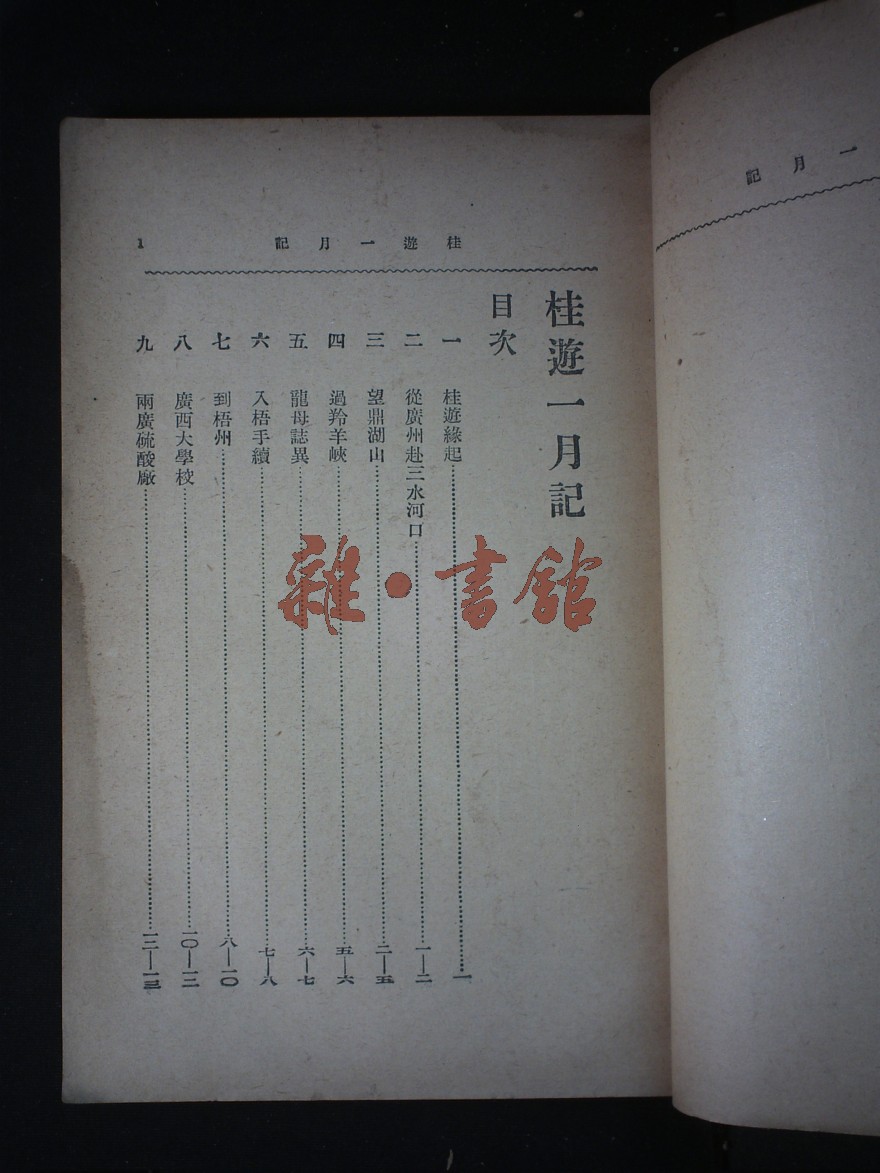 桂遊一月記
1
桂遊一月記
目次
一 桂遊緣起 一
二 從廣州赴三水河口 一—二
三 望鼎湖山 二—五
四 過羚羊峽 五—六
五 龍母誌異 六—七
六 入梧手續 七—八
七 到梧州 八—一〇
八 廣西大學校 一〇—一二
九 兩廣硫酸廠 一二—一三
一月記
雜·書館